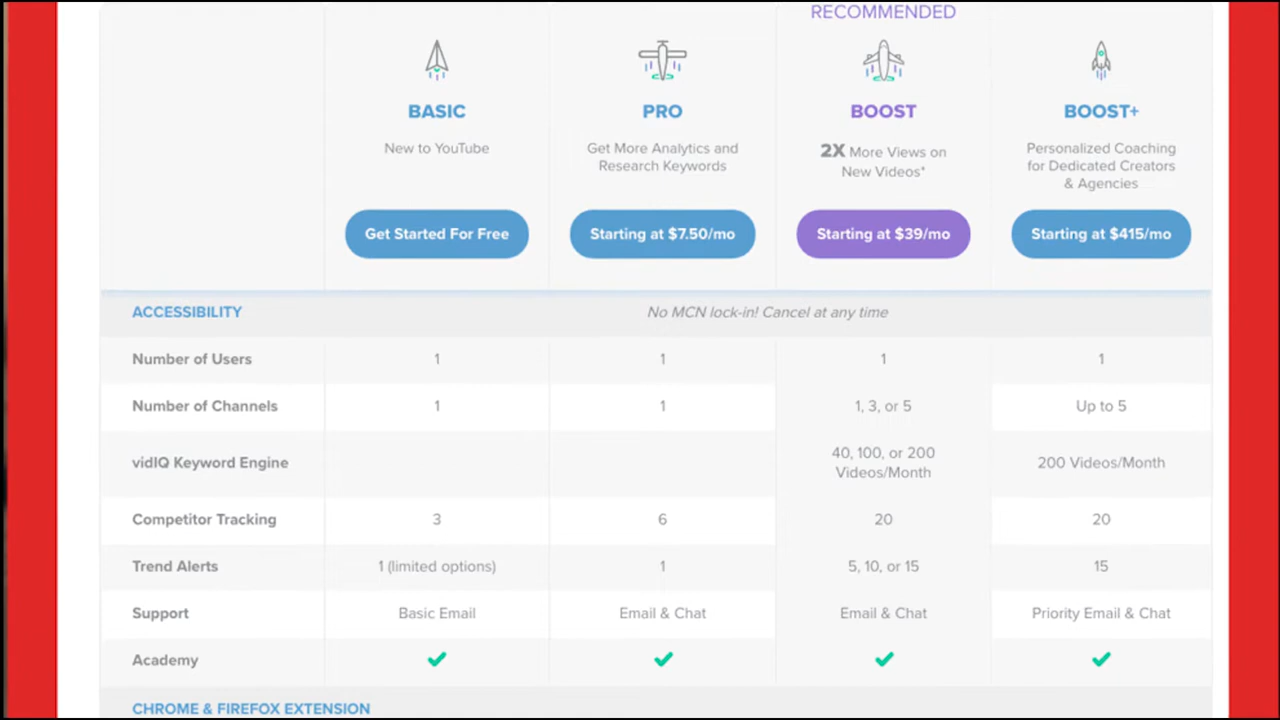 RECOMMENDED
BASIC
PRO
BOOST
BOOST+
New to YouTube
Get More Analytics and
Research Keywords
2X More Views on
New Videos*
Personalized Coaching
for Dedicated Creators
& Agencies
Get Started For Free
Starting at $7.50/mo
Starting at $39/mo
Starting at $415/mo
ACCESSIBILITY No MCN lock-in! Cancel at any time
Number of Users 1 1 1 1
Number of Channels 1 1 1, 3, or 5 Up to 5
vidIQ Keyword Engine 40, 100, or 200 Videos/Month 200 Videos/Month
Competitor Tracking 3 6 20 20
Trend Alerts 1 (limited options) 1 5, 10, or 15 15
Support Basic Email Email & Chat Email & Chat Priority Email & Chat
Academy
CHROME & FIREFOX EXTENSION